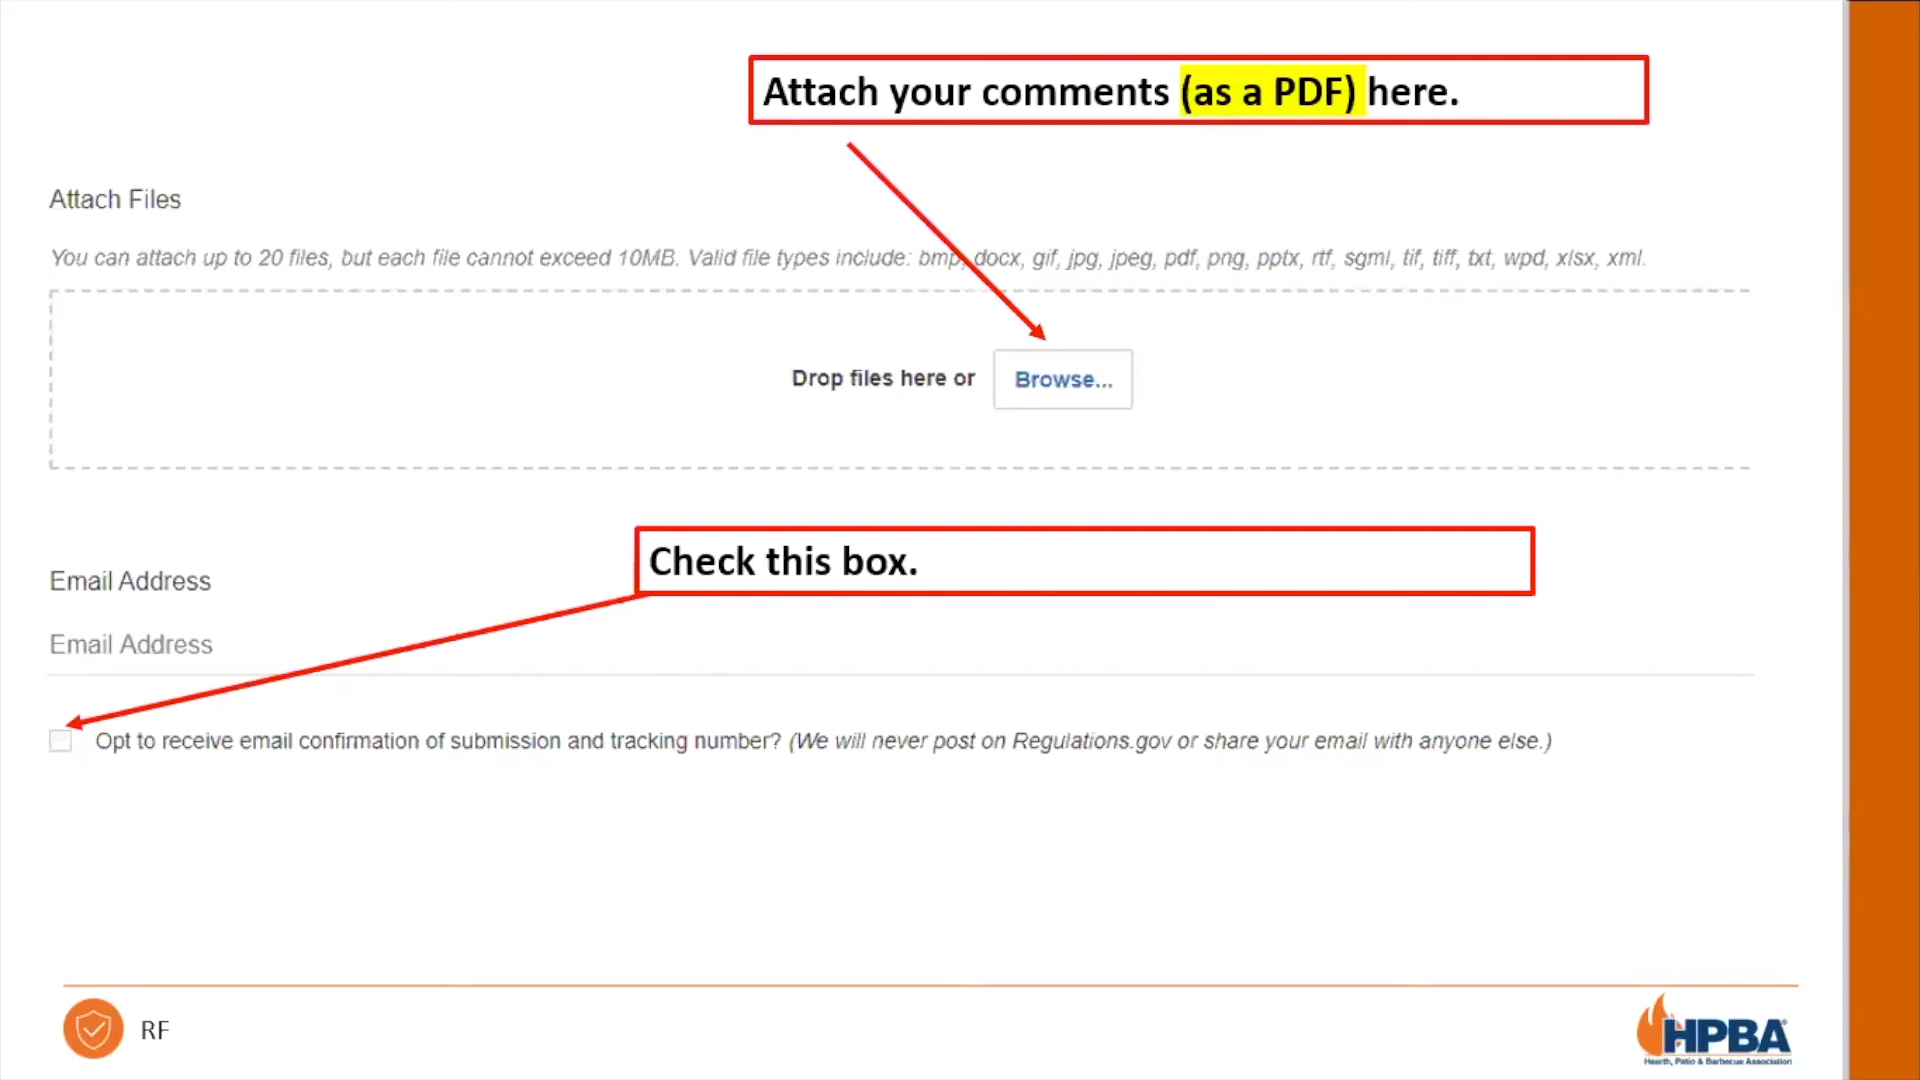 Attach your comments (as a PDF) here.
Attach Files
You can attach up to 20 files, but each file cannot exceed 10MB. Valid file types include: bmp, docx, gif, jpg, jpeg, pdf, png, pptx, rtf, sgml, tif, tiff, txt, wpd, xlsx, xml.
Drop files here or Browse...
Check this box.
Email Address
Email Address
Opt to receive email confirmation of submission and tracking number? (We will never post on Regulations.gov or share your email with anyone else.)
RF
HPBA
Hearth, Patio & Barbecue Association